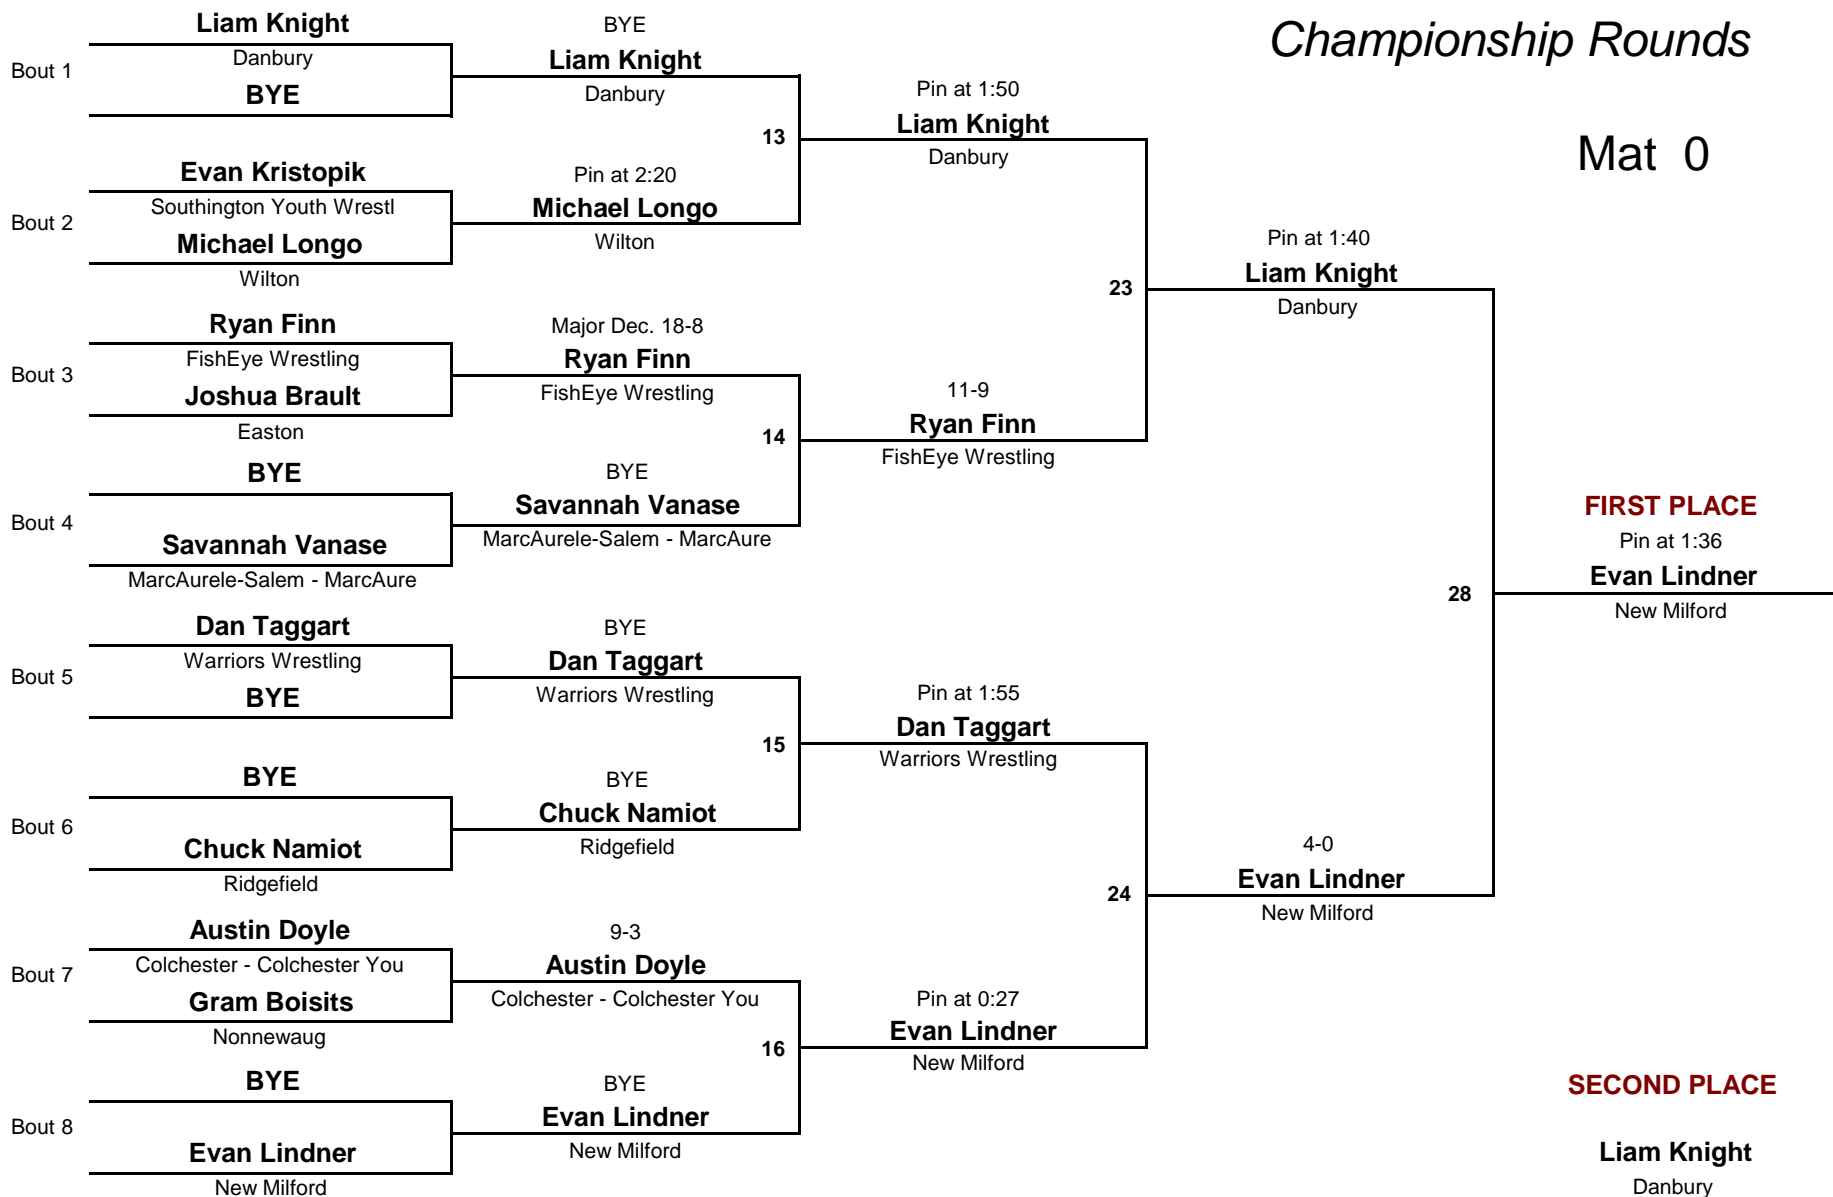 Championship Rounds
Mat 0
Liam Knight
Danbury
Bout 1
BYE
Evan Kristopik
Southington Youth Wrestl
Bout 2
Michael Longo
Wilton
Ryan Finn
FishEye Wrestling
Bout 3
Joshua Brault
Easton
BYE
Bout 4
Savannah Vanase
MarcAurele-Salem - MarcAure
Dan Taggart
Warriors Wrestling
Bout 5
BYE
BYE
Bout 6
Chuck Namiot
Ridgefield
Austin Doyle
Colchester - Colchester You
Bout 7
Gram Boisits
Nonnewaug
BYE
Bout 8
Evan Lindner
New Milford
BYE
Liam Knight
Danbury
13
Pin at 2:20
Michael Longo
Wilton
Major Dec. 18-8
Ryan Finn
FishEye Wrestling
14
BYE
Savannah Vanase
MarcAurele-Salem - MarcAure
BYE
Dan Taggart
Warriors Wrestling
15
BYE
Chuck Namiot
Ridgefield
9-3
Austin Doyle
Colchester - Colchester You
16
BYE
Evan Lindner
New Milford
Pin at 1:50
Liam Knight
Danbury
23
11-9
Ryan Finn
FishEye Wrestling
Pin at 1:55
Dan Taggart
Warriors Wrestling
24
Pin at 0:27
Evan Lindner
New Milford
Pin at 1:40
Liam Knight
Danbury
28
4-0
Evan Lindner
New Milford
FIRST PLACE
Pin at 1:36
Evan Lindner
New Milford
SECOND PLACE
Liam Knight
Danbury